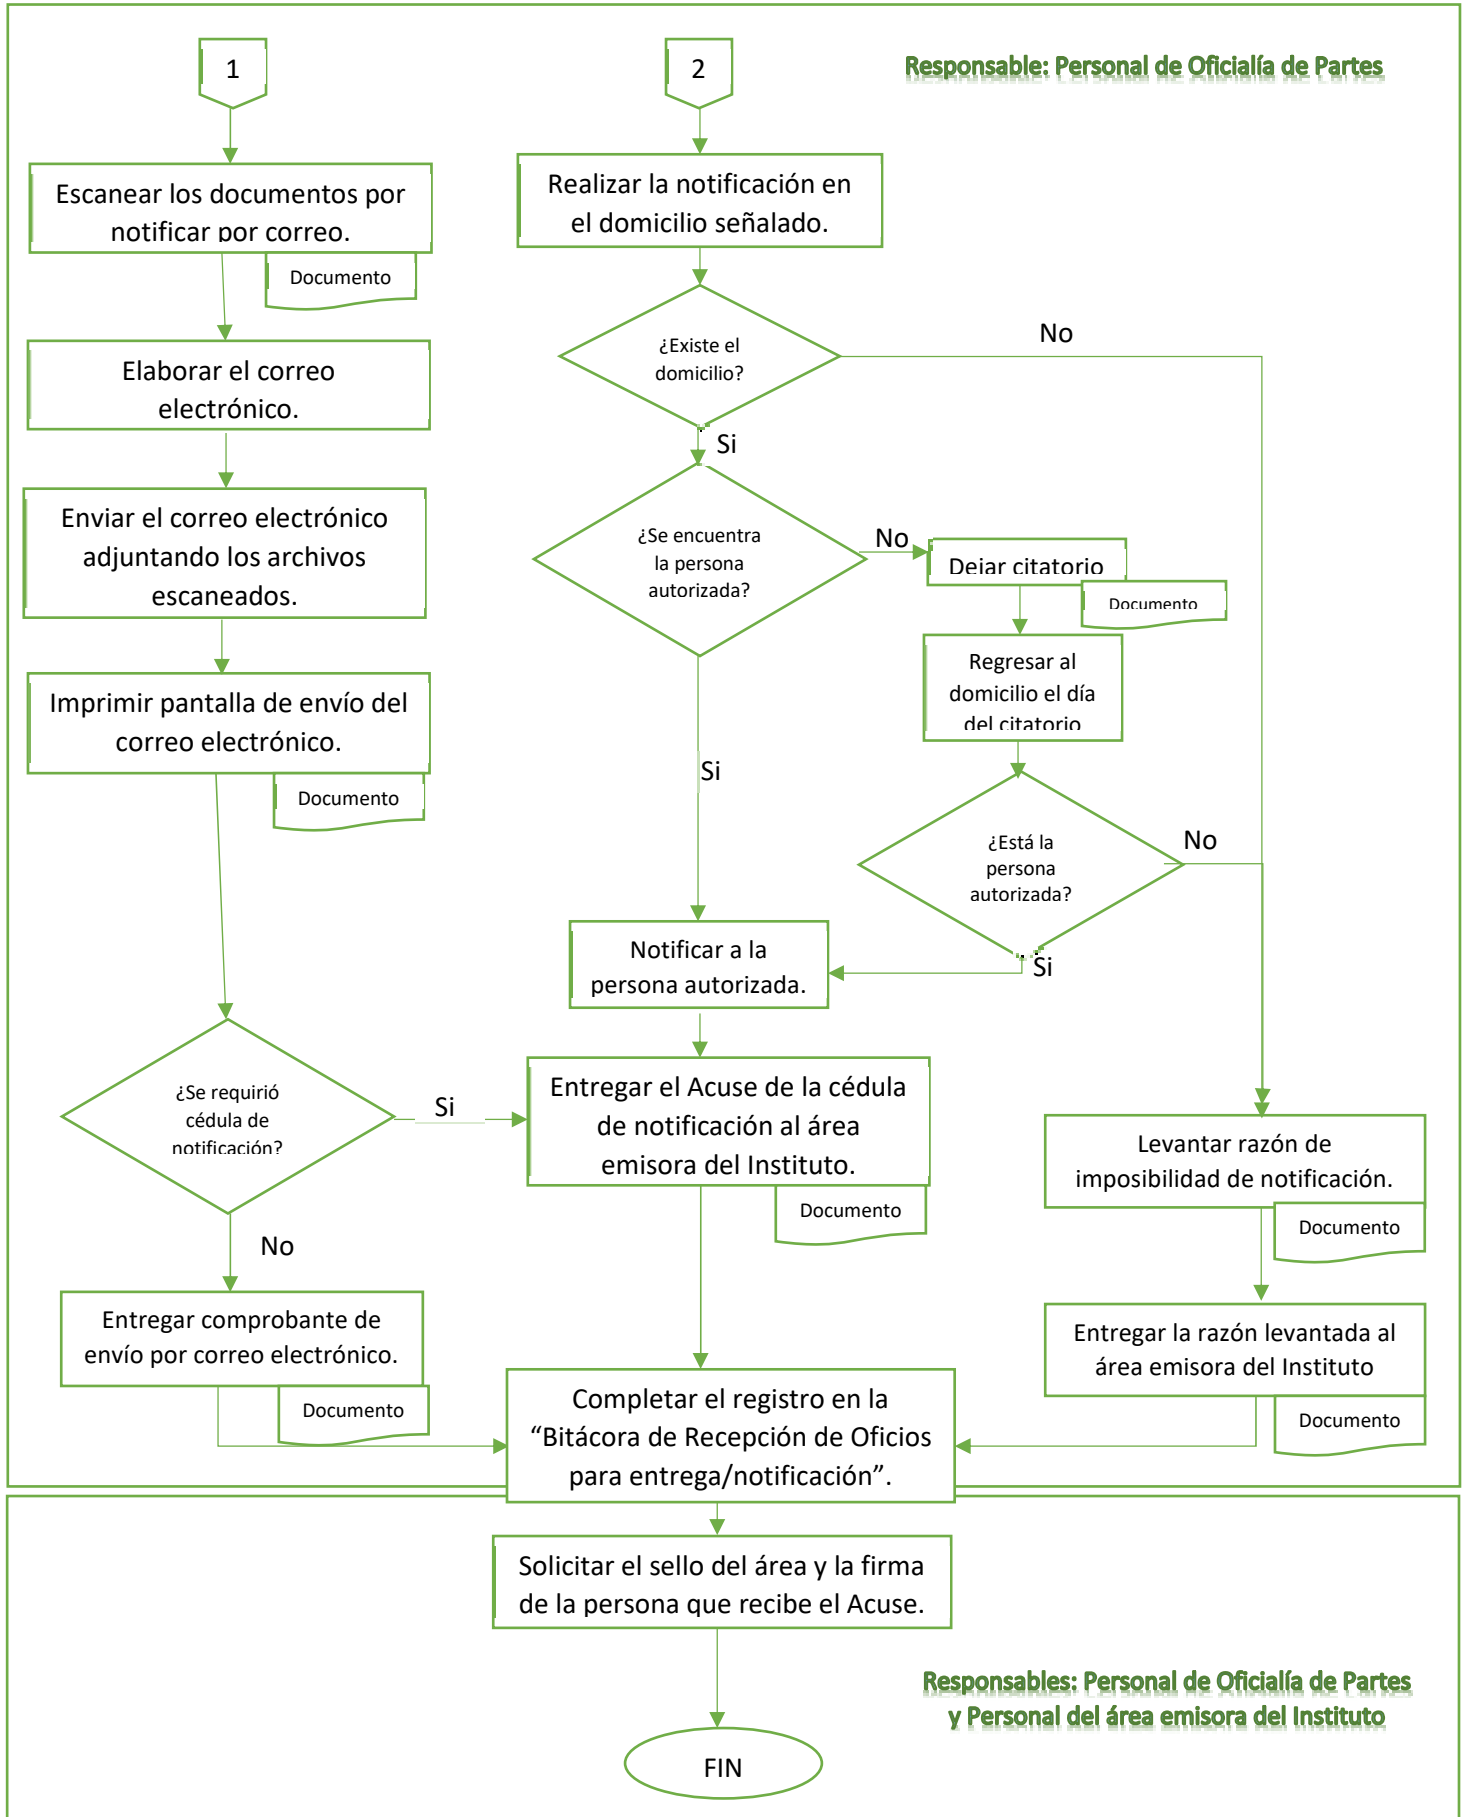 1
2
Responsable: Personal de Oficialía de Partes
Escanear los documentos por
notificar por correo.
Documento
Realizar la notificación en
el domicilio señalado.
¿Existe el
domicilio?
No
Si
Elaborar el correo
electrónico.
Enviar el correo electrónico
adjuntando los archivos
escaneados.
¿Se encuentra
la persona
autorizada?
No
Dejar citatorio
Documento
Regresar al
domicilio el día
del citatorio
Imprimir pantalla de envío del
correo electrónico.
Documento
Si
¿Está la
persona
autorizada?
No
Si
Notificar a la
persona autorizada.
¿Se requirió
cédula de
notificación?
Si
No
Entregar el Acuse de la cédula
de notificación al área
emisora del Instituto.
Documento
Levantar razón de
imposibilidad de notificación.
Documento
Entregar comprobante de
envío por correo electrónico.
Documento
Entregar la razón levantada al
área emisora del Instituto
Documento
Completar el registro en la
“Bitácora de Recepción de Oficios
para entrega/notificación”.
Solicitar el sello del área y la firma
de la persona que recibe el Acuse.
Responsables: Personal de Oficialía de Partes
y Personal del área emisora del Instituto
FIN